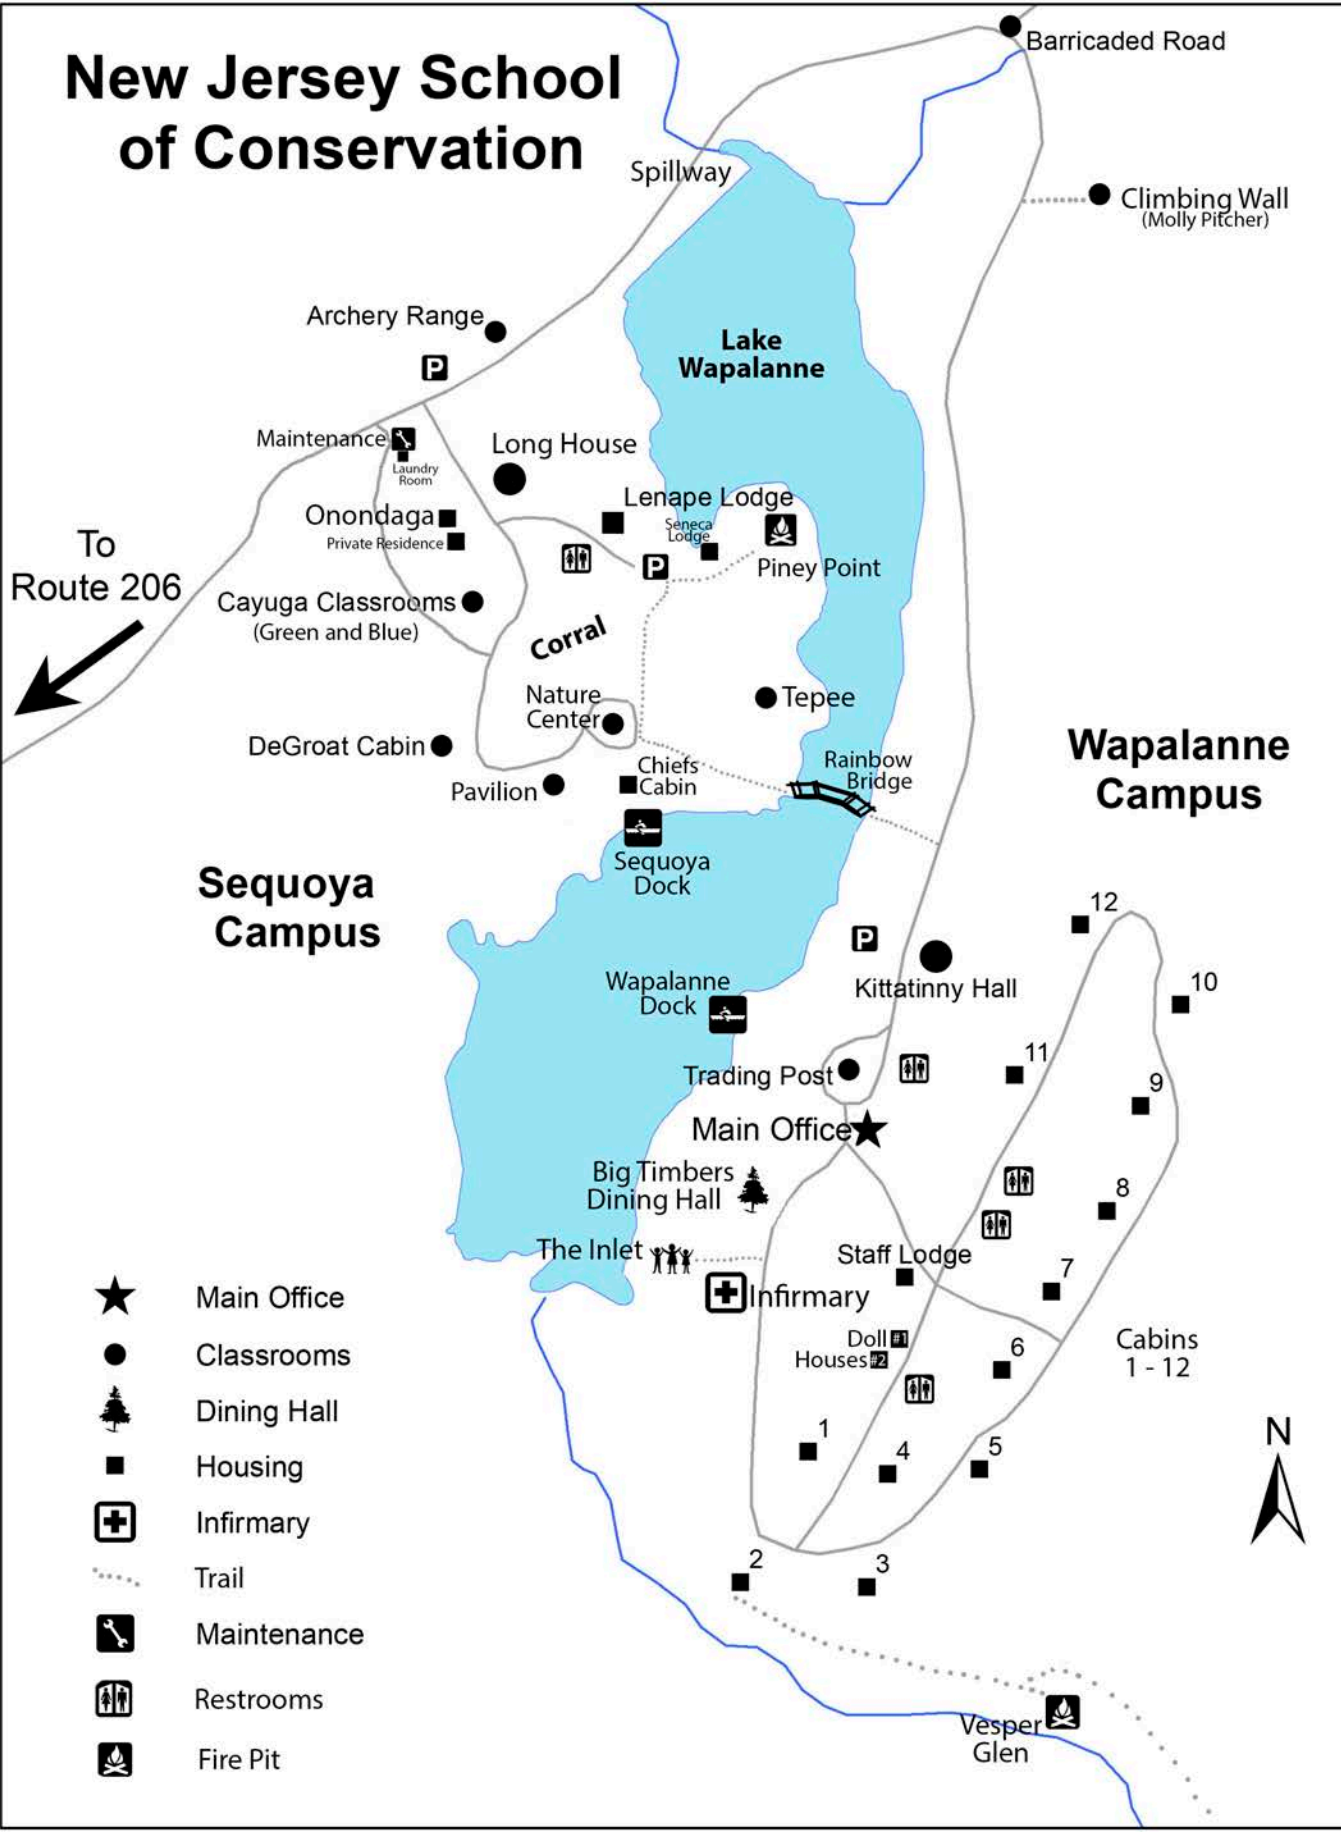 New Jersey School
of Conservation
Barricaded Road
Spillway
Climbing Wall
(Molly Pitcher)
Archery Range
P
Lake
Wapalanne
Maintenance
Laundry
Room
Long House
Lenape Lodge
Seneca
Lodge
Onondaga
Private Residence
P
Piney Point
To
Route 206
Cayuga Classrooms
(Green and Blue)
Corral
Nature
Center
Tepee
DeGroat Cabin
Pavilion
Chiefs
Cabin
Rainbow
Bridge
Wapalanne
Campus
Sequoya
Dock
Sequoya
Campus
12
P
Wapalanne
Dock
Kittatinny Hall
10
11
Trading Post
9
Main Office
Big Timbers
Dining Hall
8
The Inlet
Staff Lodge
7
Infirmary
Doll #1
Houses #2
6
Cabins
1 - 12
1
4
5
N
2
3
Vesper
Glen
Main Office
Classrooms
Dining Hall
Housing
Infirmary
Trail
Maintenance
Restrooms
Fire Pit